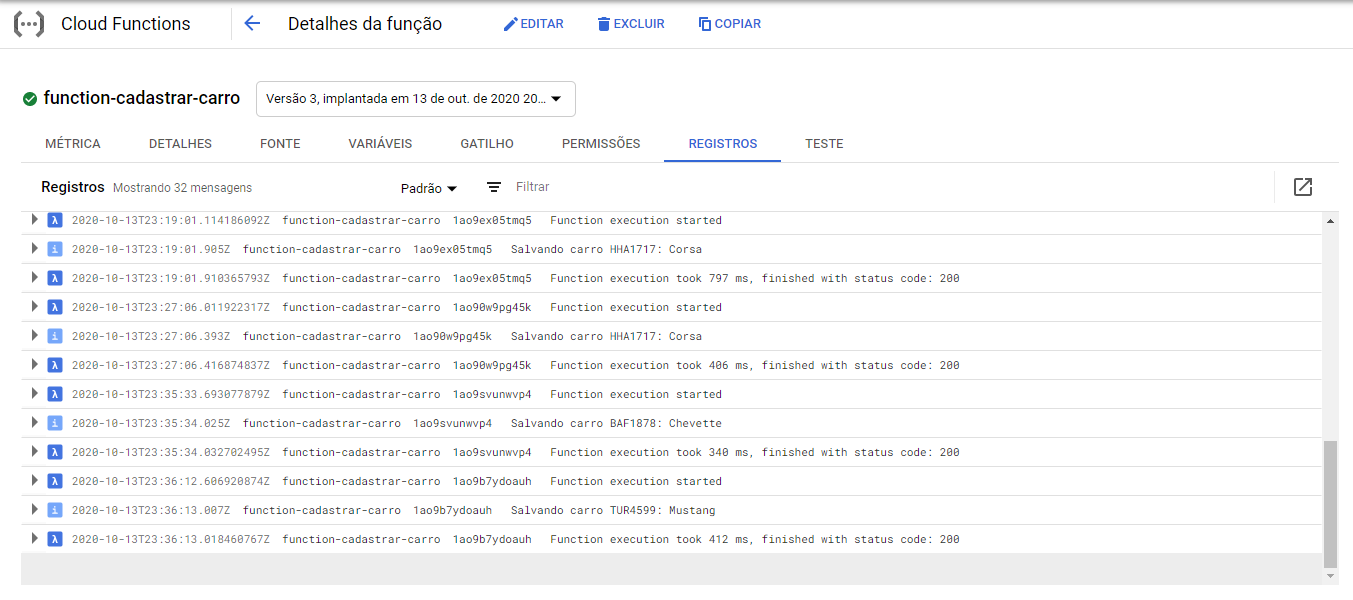 Cloud Functions Detalhes da função EDITAR EXCLUIR COPIAR
function-cadastrar-carro Versão 3, implantada em 13 de out. de 2020 20...
MÉTRICA DETALHES FONTE VARIÁVEIS GATILHO PERMISSÕES REGISTROS TESTE
Registros Mostrando 32 mensagens Padrão Filtrar
λ 2020-10-13T23:19:01.114186092Z function-cadastrar-carro 1ao9ex05tmq5 Function execution started
i 2020-10-13T23:19:01.905Z function-cadastrar-carro 1ao9ex05tmq5 Salvando carro HHA1717: Corsa
λ 2020-10-13T23:19:01.910365793Z function-cadastrar-carro 1ao9ex05tmq5 Function execution took 797 ms, finished with status code: 200
λ 2020-10-13T23:27:06.011922317Z function-cadastrar-carro 1ao90w9pg45k Function execution started
i 2020-10-13T23:27:06.393Z function-cadastrar-carro 1ao90w9pg45k Salvando carro HHA1717: Corsa
λ 2020-10-13T23:27:06.416874837Z function-cadastrar-carro 1ao90w9pg45k Function execution took 406 ms, finished with status code: 200
λ 2020-10-13T23:35:33.693077879Z function-cadastrar-carro 1ao9svunwvp4 Function execution started
i 2020-10-13T23:35:34.025Z function-cadastrar-carro 1ao9svunwvp4 Salvando carro BAF1878: Chevette
λ 2020-10-13T23:35:34.032702495Z function-cadastrar-carro 1ao9svunwvp4 Function execution took 340 ms, finished with status code: 200
λ 2020-10-13T23:36:12.606920874Z function-cadastrar-carro 1ao9b7ydoauh Function execution started
i 2020-10-13T23:36:13.007Z function-cadastrar-carro 1ao9b7ydoauh Salvando carro TUR4599: Mustang
λ 2020-10-13T23:36:13.018460767Z function-cadastrar-carro 1ao9b7ydoauh Function execution took 412 ms, finished with status code: 200